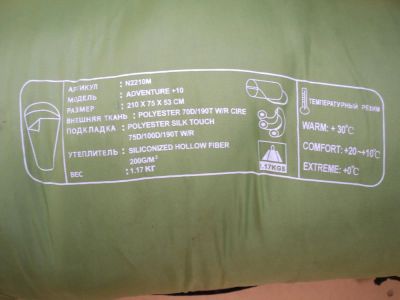 АРТИКУЛ : N2210M
МОДЕЛЬ : ADVENTURE +10
РАЗМЕР : 210 X 75 X 53 CM
ВНЕШНЯЯ ТКАНЬ : POLYESTER 70D/190T W/R CIRE
ПОДКЛАДКА : POLYESTER SILK TOUCH
75D/100D/190T W/R
УТЕПЛИТЕЛЬ : SILICONIZED HOLLOW FIBER
200G/M²
ВЕС : 1.17 КГ
1.17KGS
ТЕМПЕРАТУРНЫЙ РЕЖИМ
WARM: + 30°C
COMFORT: +20~+10°C
EXTREME: +0°C